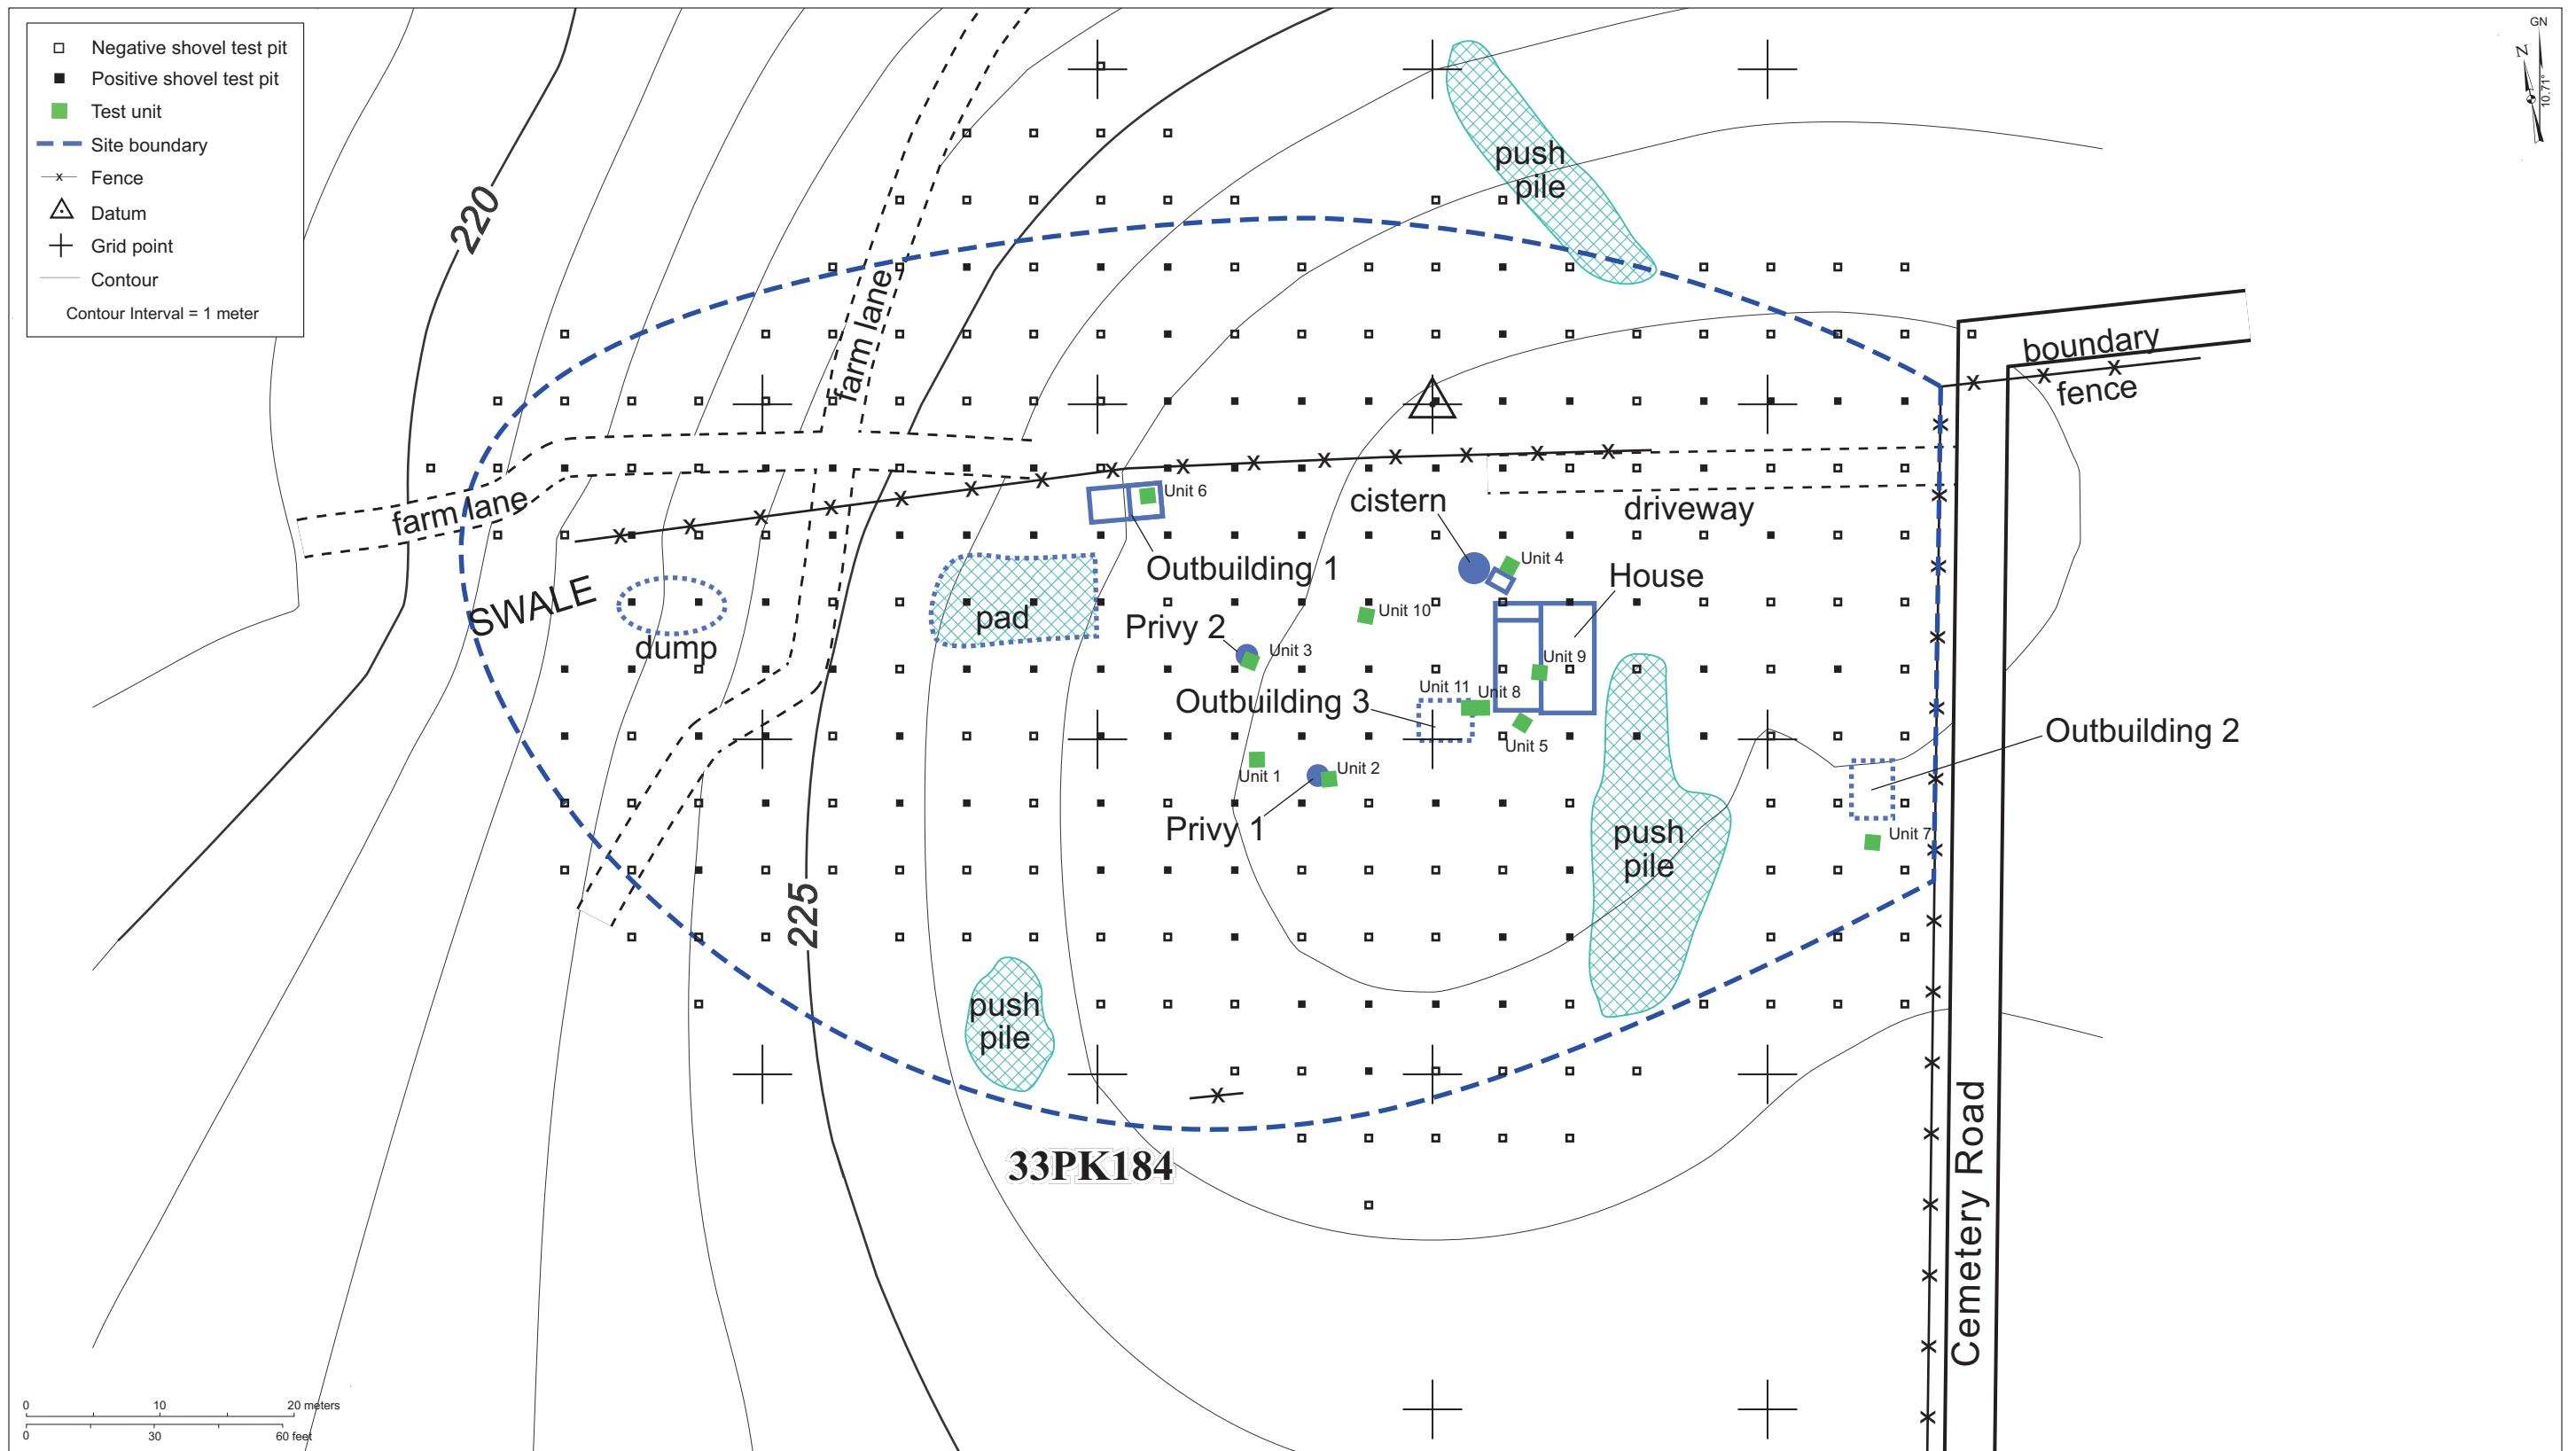 Negative shovel test pit
Positive shovel test pit
Test unit
Site boundary
x Fence
Datum
Grid point
Contour
Contour Interval = 1 meter
GN
N
10.71°
220
push
pile
farm lane
boundary
fence
farm lane
Unit 6
cistern
driveway
Outbuilding 1
Unit 4
House
SWALE
dump
pad
Privy 2
Unit 10
Unit 3
Unit 9
Outbuilding 3
Unit 11
Unit 8
Unit 5
Outbuilding 2
Unit 1
Unit 2
Privy 1
push
pile
Unit 7
225
push
pile
33PK184
Cemetery Road
0 10 20 meters
0 30 60 feet